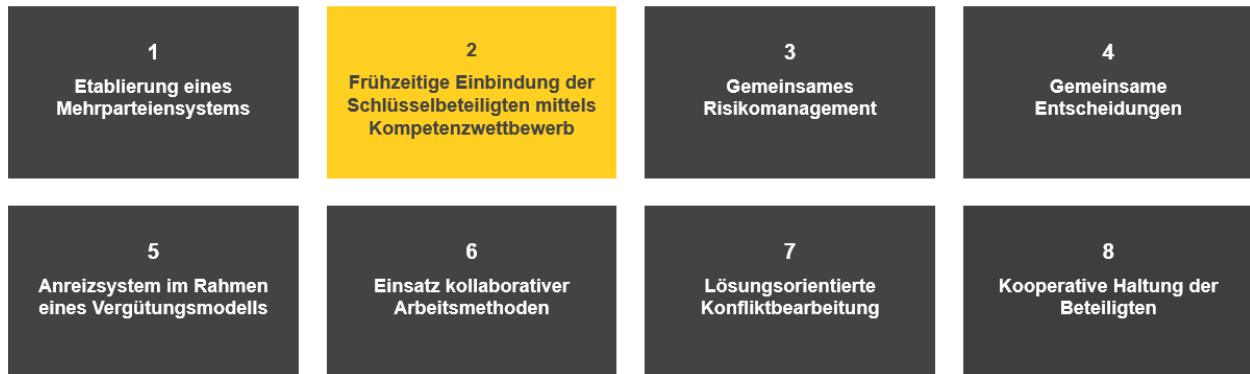 1
Etablierung eines
Mehrparteiensystems
2
Frühzeitige Einbindung der
Schlüsselbeteiligten mittels
Kompetenzwettbewerb
3
Gemeinsames
Risikomanagement
4
Gemeinsame
Entscheidungen
5
Anreizsystem im Rahmen
eines Vergütungsmodells
6
Einsatz kollaborativer
Arbeitsmethoden
7
Lösungsorientierte
Konfliktbearbeitung
8
Kooperative Haltung der
Beteiligten